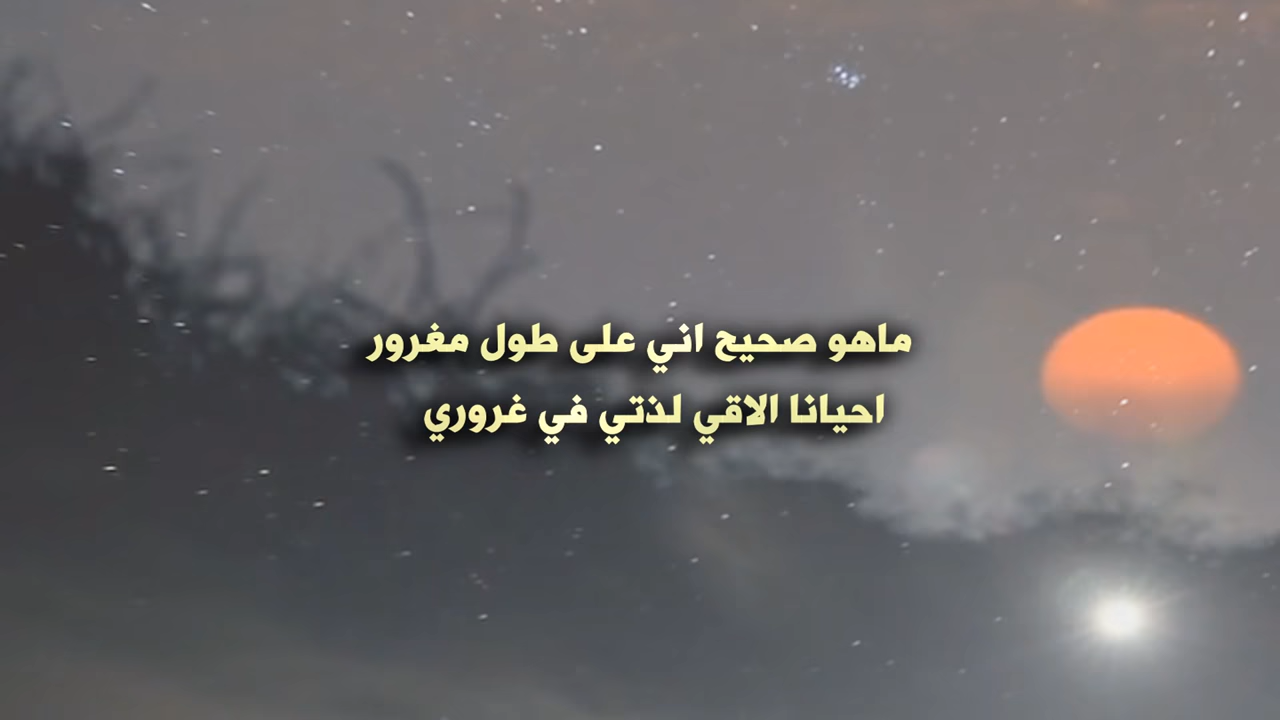 ماهو صحيح اني على طول مغرور
احيانا الاقي لذتي في غروري